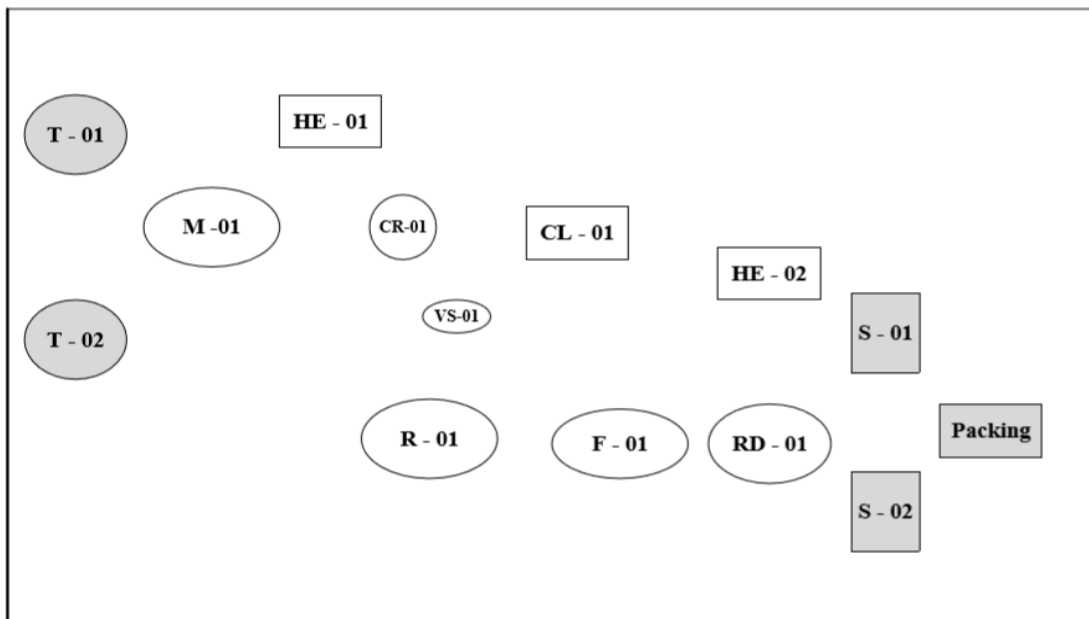 T - 01
HE - 01
M -01
CR-01
CL - 01
HE - 02
VS-01
S - 01
T - 02
R - 01
F - 01
RD - 01
Packing
S - 02